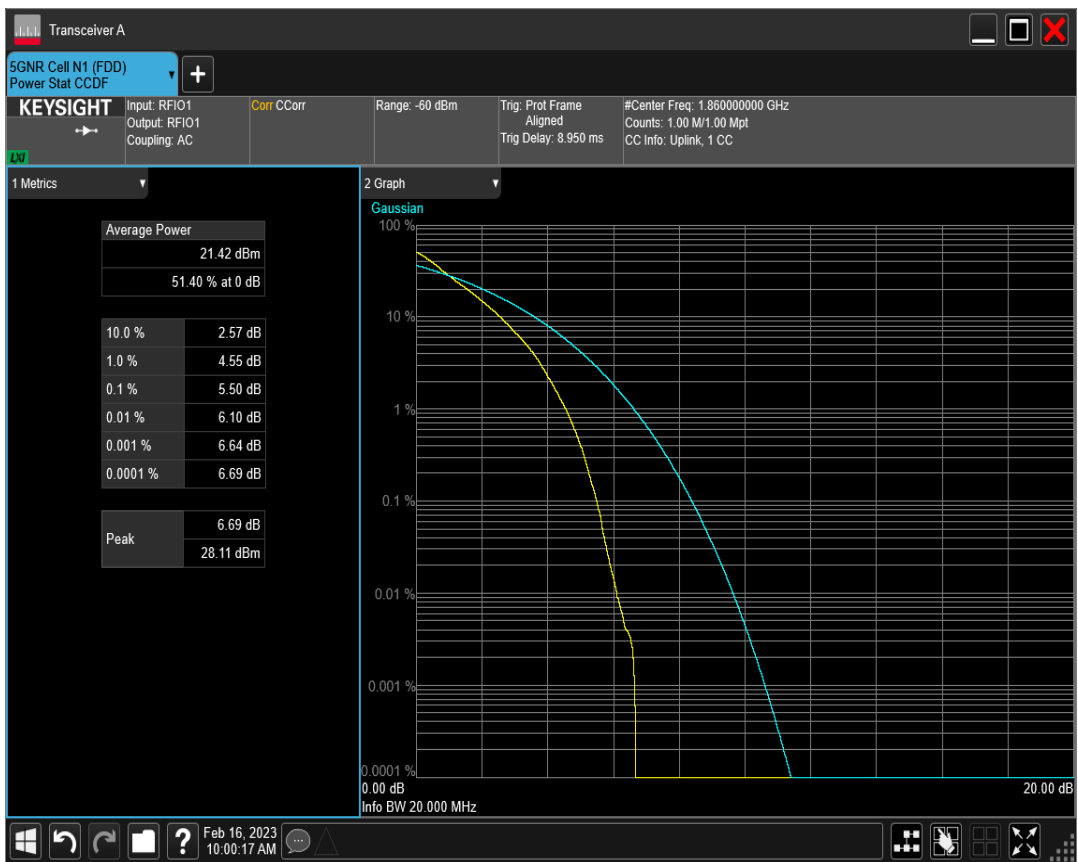 Transceiver A
5GNR Cell N1 (FDD)
Power Stat CCDF
+
KEYSIGHT
LXI
Input: RFIO1
Output: RFIO1
Coupling: AC
Corr CCorr
Range: -60 dBm
Trig: Prot Frame
Aligned
Trig Delay: 8.950 ms
#Center Freq: 1.860000000 GHz
Counts: 1.00 M/1.00 Mpt
CC Info: Uplink, 1 CC
1 Metrics
Average Power
21.42 dBm
51.40 % at 0 dB
10.0 % 2.57 dB
1.0 % 4.55 dB
0.1 % 5.50 dB
0.01 % 6.10 dB
0.001 % 6.64 dB
0.0001 % 6.69 dB
Peak
6.69 dB
28.11 dBm
2 Graph
Gaussian
100 %
10 %
1 %
0.1 %
0.01 %
0.001 %
0.0001 %
0.00 dB 20.00 dB
Info BW 20.000 MHz
?
Feb 16, 2023
10:00:17 AM